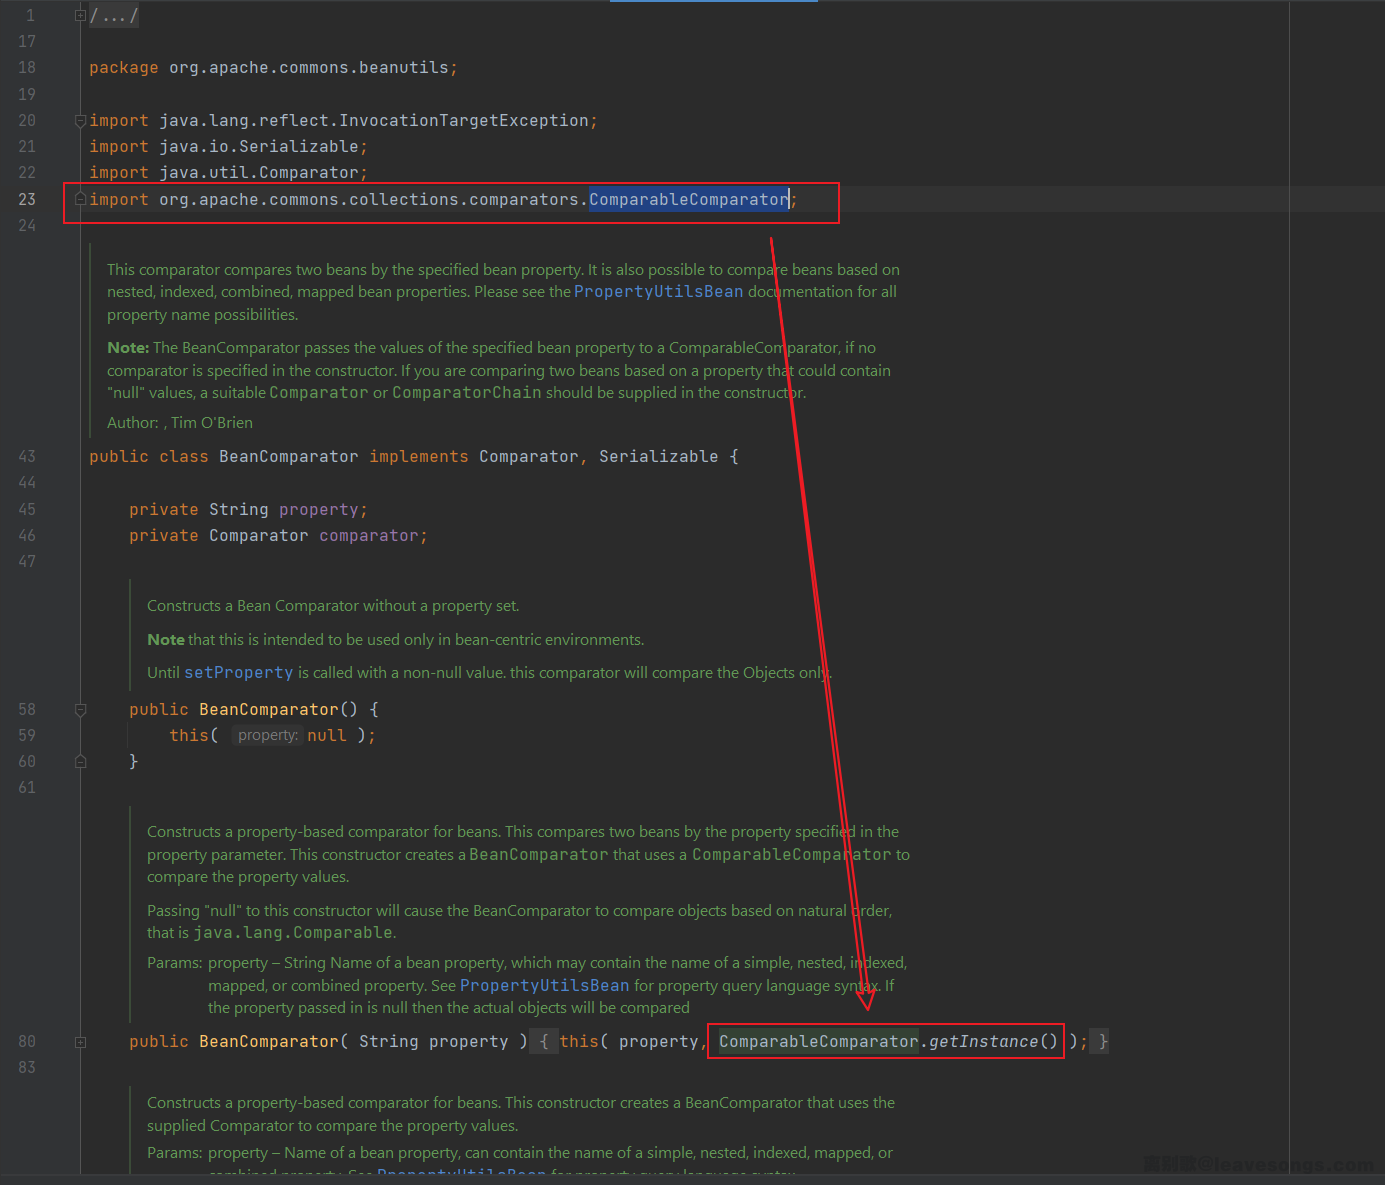 1 /.../
17
18 package org.apache.commons.beanutils;
19
20 import java.lang.reflect.InvocationTargetException;
21 import java.io.Serializable;
22 import java.util.Comparator;
23 import org.apache.commons.collections.comparators.ComparableComparator;
24
This comparator compares two beans by the specified bean property. It is also possible to compare beans based on
nested, indexed, combined, mapped bean properties. Please see the PropertyUtilsBean documentation for all
property name possibilities.
Note: The BeanComparator passes the values of the specified bean property to a ComparableComparator, if no
comparator is specified in the constructor. If you are comparing two beans based on a property that could contain
"null" values, a suitable Comparator or ComparatorChain should be supplied in the constructor.
Author: , Tim O'Brien
43 public class BeanComparator implements Comparator, Serializable {
44
45 private String property;
46 private Comparator comparator;
47
Constructs a Bean Comparator without a property set.
Note that this is intended to be used only in bean-centric environments.
Until setProperty is called with a non-null value. this comparator will compare the Objects only.
58 public BeanComparator() {
59 this( property: null );
60 }
61
Constructs a property-based comparator for beans. This compares two beans by the property specified in the
property parameter. This constructor creates a BeanComparator that uses a ComparableComparator to
compare the property values.
Passing "null" to this constructor will cause the BeanComparator to compare objects based on natural order,
that is java.lang.Comparable.
Params: property – String Name of a bean property, which may contain the name of a simple, nested, indexed,
mapped, or combined property. See PropertyUtilsBean for property query language syntax. If
the property passed in is null then the actual objects will be compared
80 public BeanComparator( String property ) { this( property, ComparableComparator.getInstance() ); }
83
Constructs a property-based comparator for beans. This constructor creates a BeanComparator that uses the
supplied Comparator to compare the property values.
Params: property – Name of a bean property, can contain the name of a simple, nested, indexed, mapped, or
combined property. See PropertyUtilsBean for property query language syntax.
@leavesongs.com